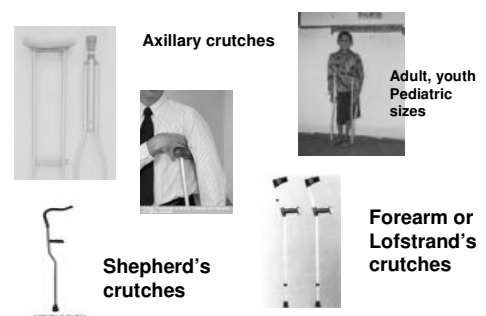 Axillary crutches
Adult, youth
Pediatric
sizes
Forearm or
Lofstrand's
crutches
Shepherd's
crutches